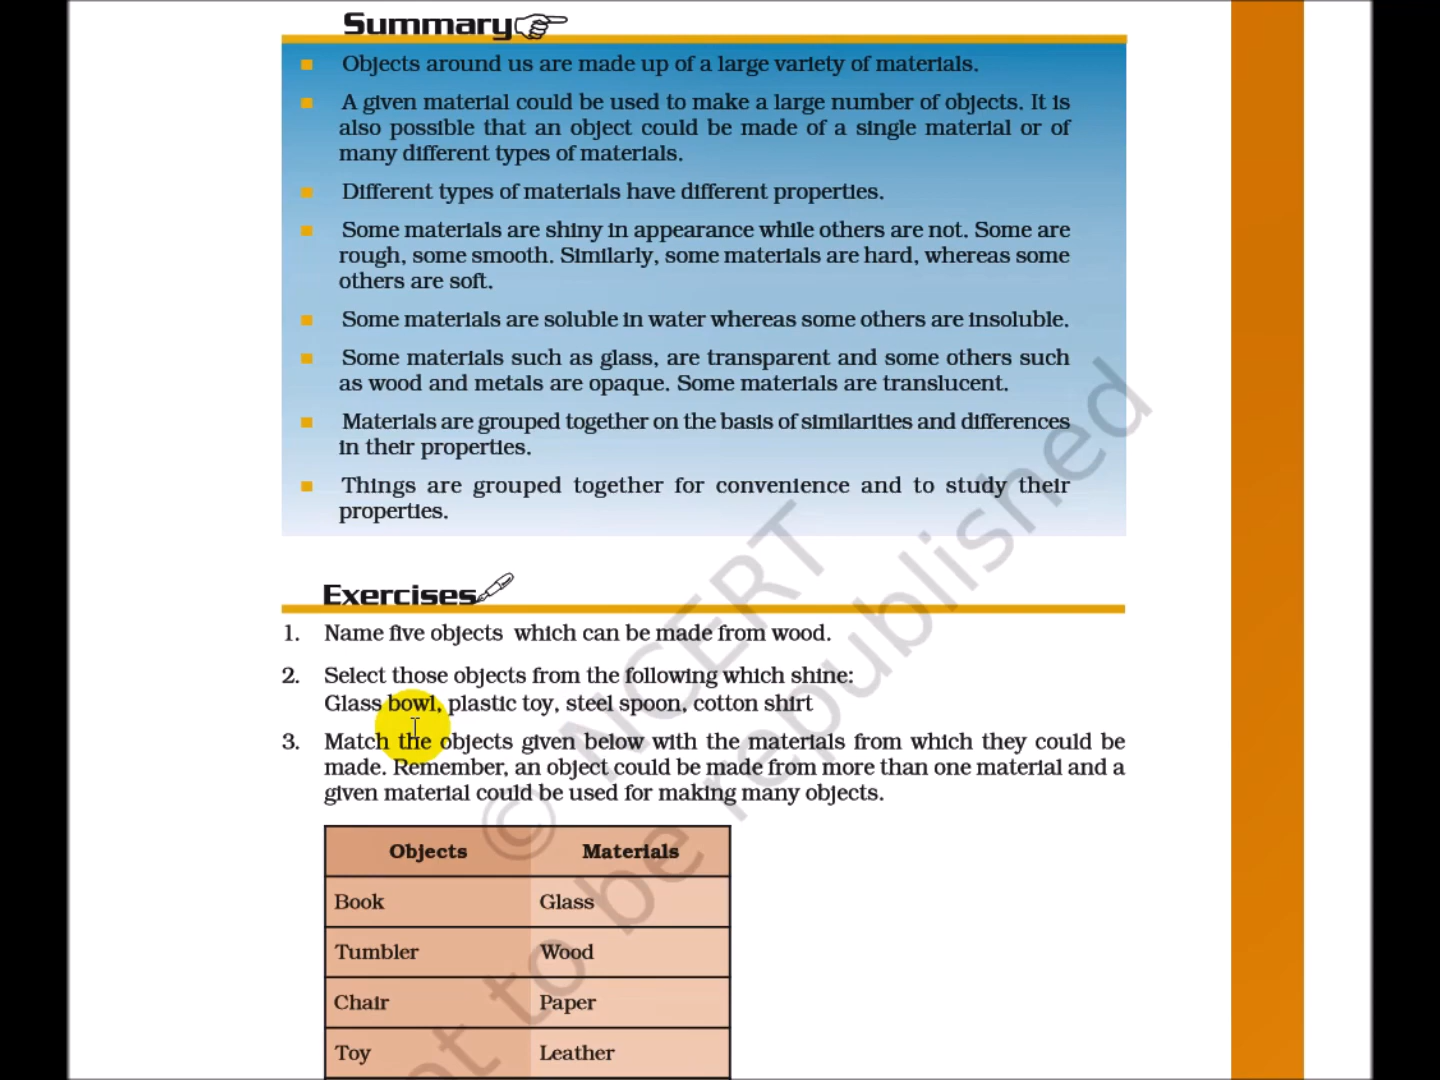 Summary
Objects around us are made up of a large variety of materials.
A given material could be used to make a large number of objects. It is
also possible that an object could be made of a single material or of
many different types of materials.
Different types of materials have different properties.
Some materials are shiny in appearance while others are not. Some are
rough, some smooth. Similarly, some materials are hard, whereas some
others are soft.
Some materials are soluble in water whereas some others are insoluble.
Some materials such as glass, are transparent and some others such
as wood and metals are opaque. Some materials are translucent.
Materials are grouped together on the basis of similarities and differences
in their properties.
Things are grouped together for convenience and to study their
properties.
Exercises
1. Name five objects which can be made from wood.
2. Select those objects from the following which shine:
Glass bowl, plastic toy, steel spoon, cotton shirt
3. Match the objects given below with the materials from which they could be
made. Remember, an object could be made from more than one material and a
given material could be used for making many objects.
Objects Materials
Book Glass
Tumbler Wood
Chair Paper
Toy Leather
© NCERT
not to be republished